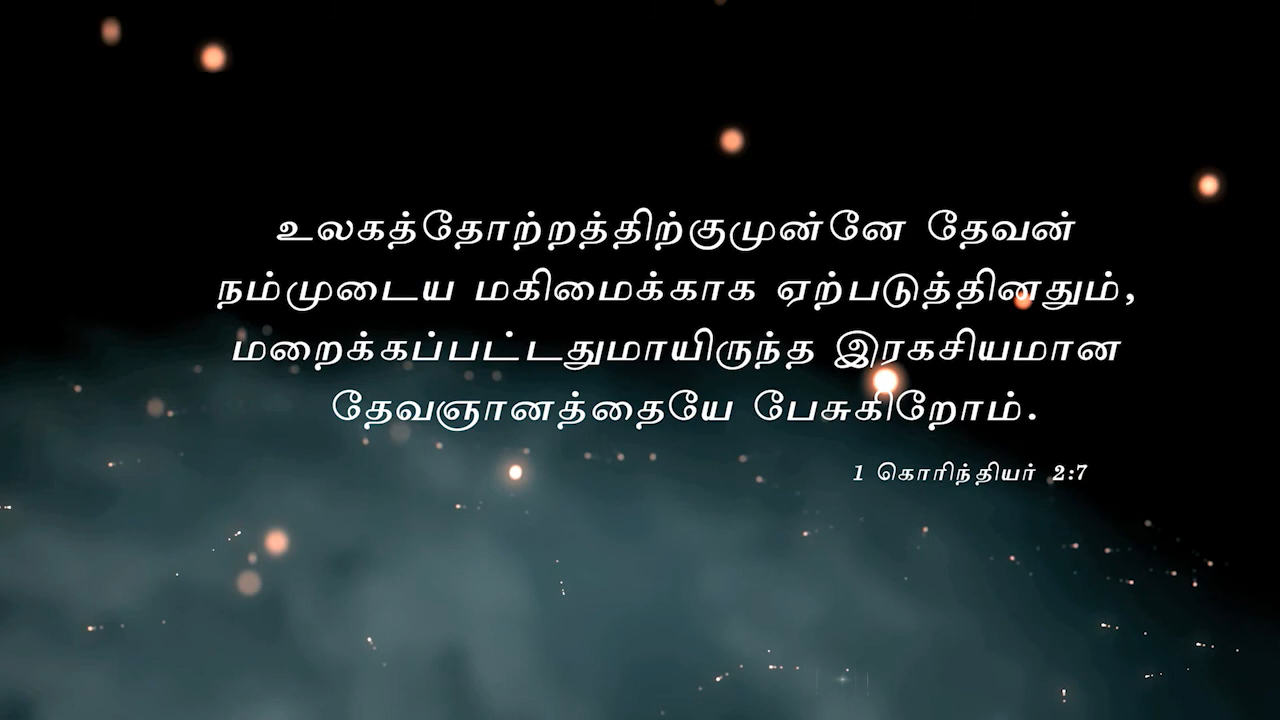 உலகத்தோற்றத்திற்குமுன்னே தேவன்
நம்முடைய மகிமைக்காக ஏற்படுத்தினதும்,
மறைக்கப்பட்டதுமாயிருந்த இரகசியமான
தேவஞானத்தையே பேசுகிறோம்.
1 கொரிந்தியர் 2:7